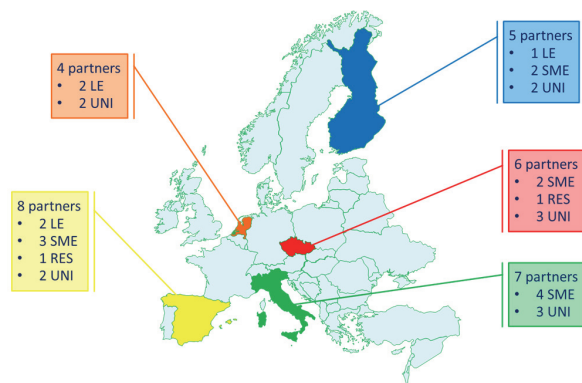 4 partners
• 2 LE
• 2 UNI
5 partners
• 1 LE
• 2 SME
• 2 UNI
8 partners
• 2 LE
• 3 SME
• 1 RES
• 2 UNI
6 partners
• 2 SME
• 1 RES
• 3 UNI
7 partners
• 4 SME
• 3 UNI